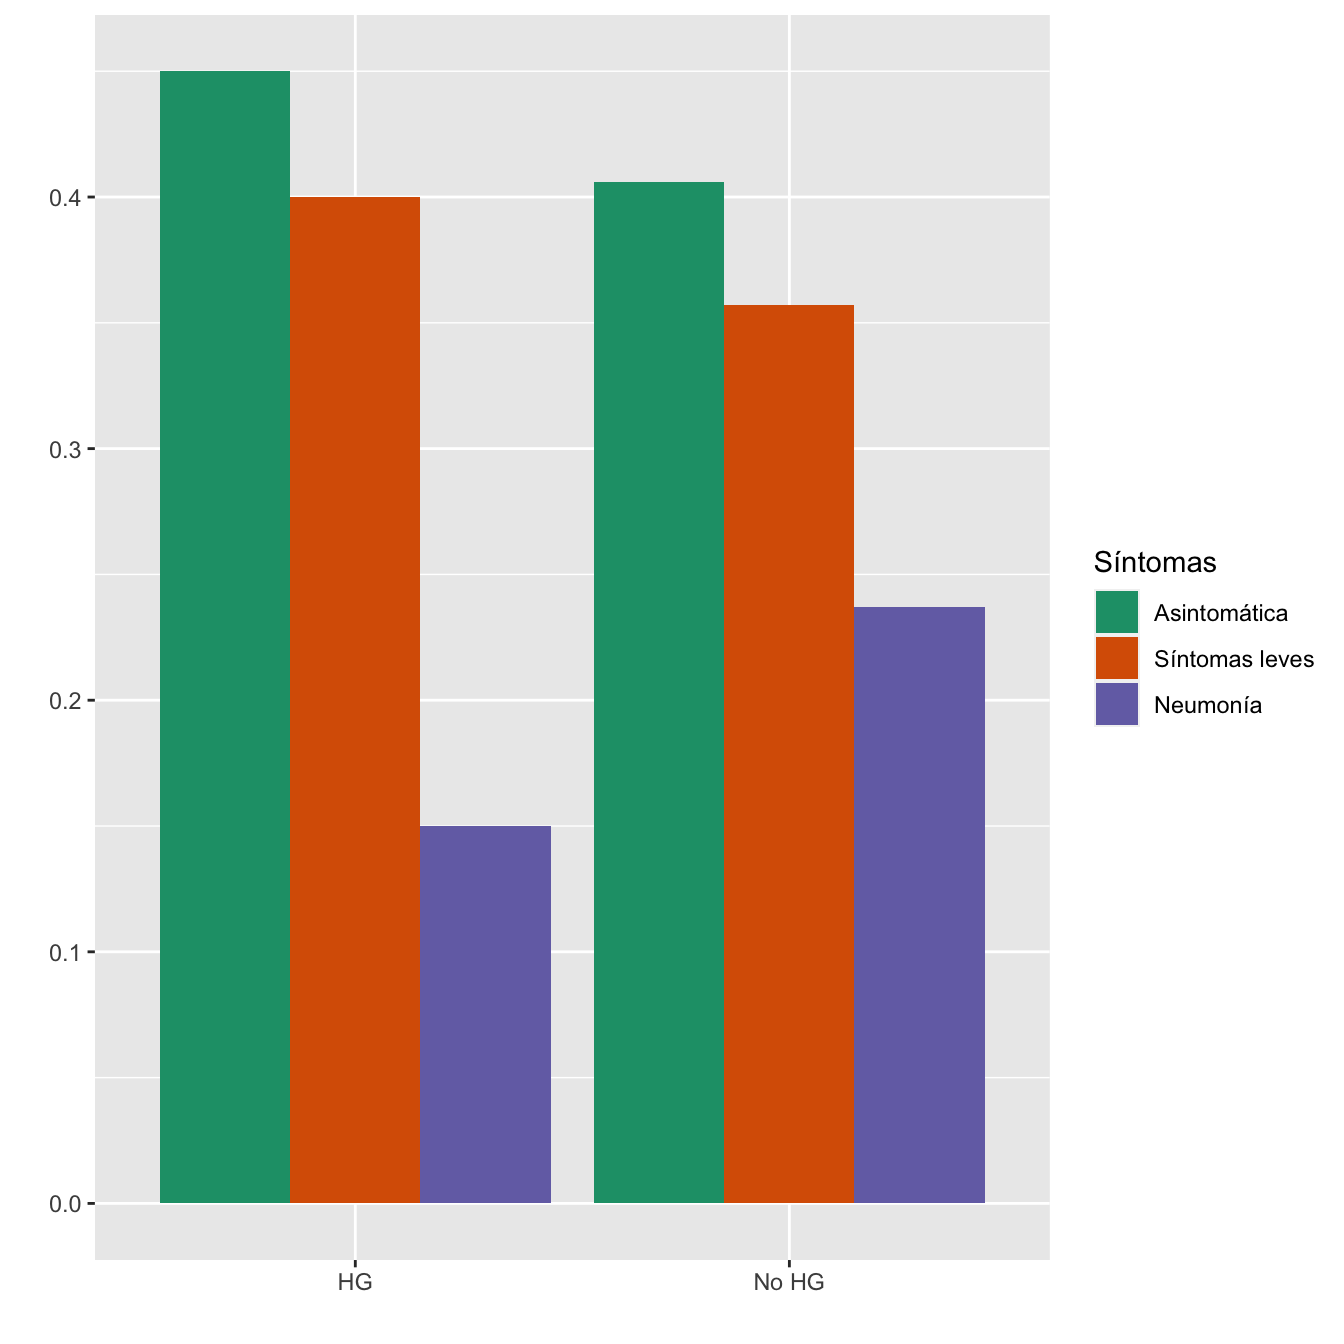 0.4
0.3
0.2
0.1
0.0
HG
No HG
Síntomas
Asintomática
Síntomas leves
Neumonía